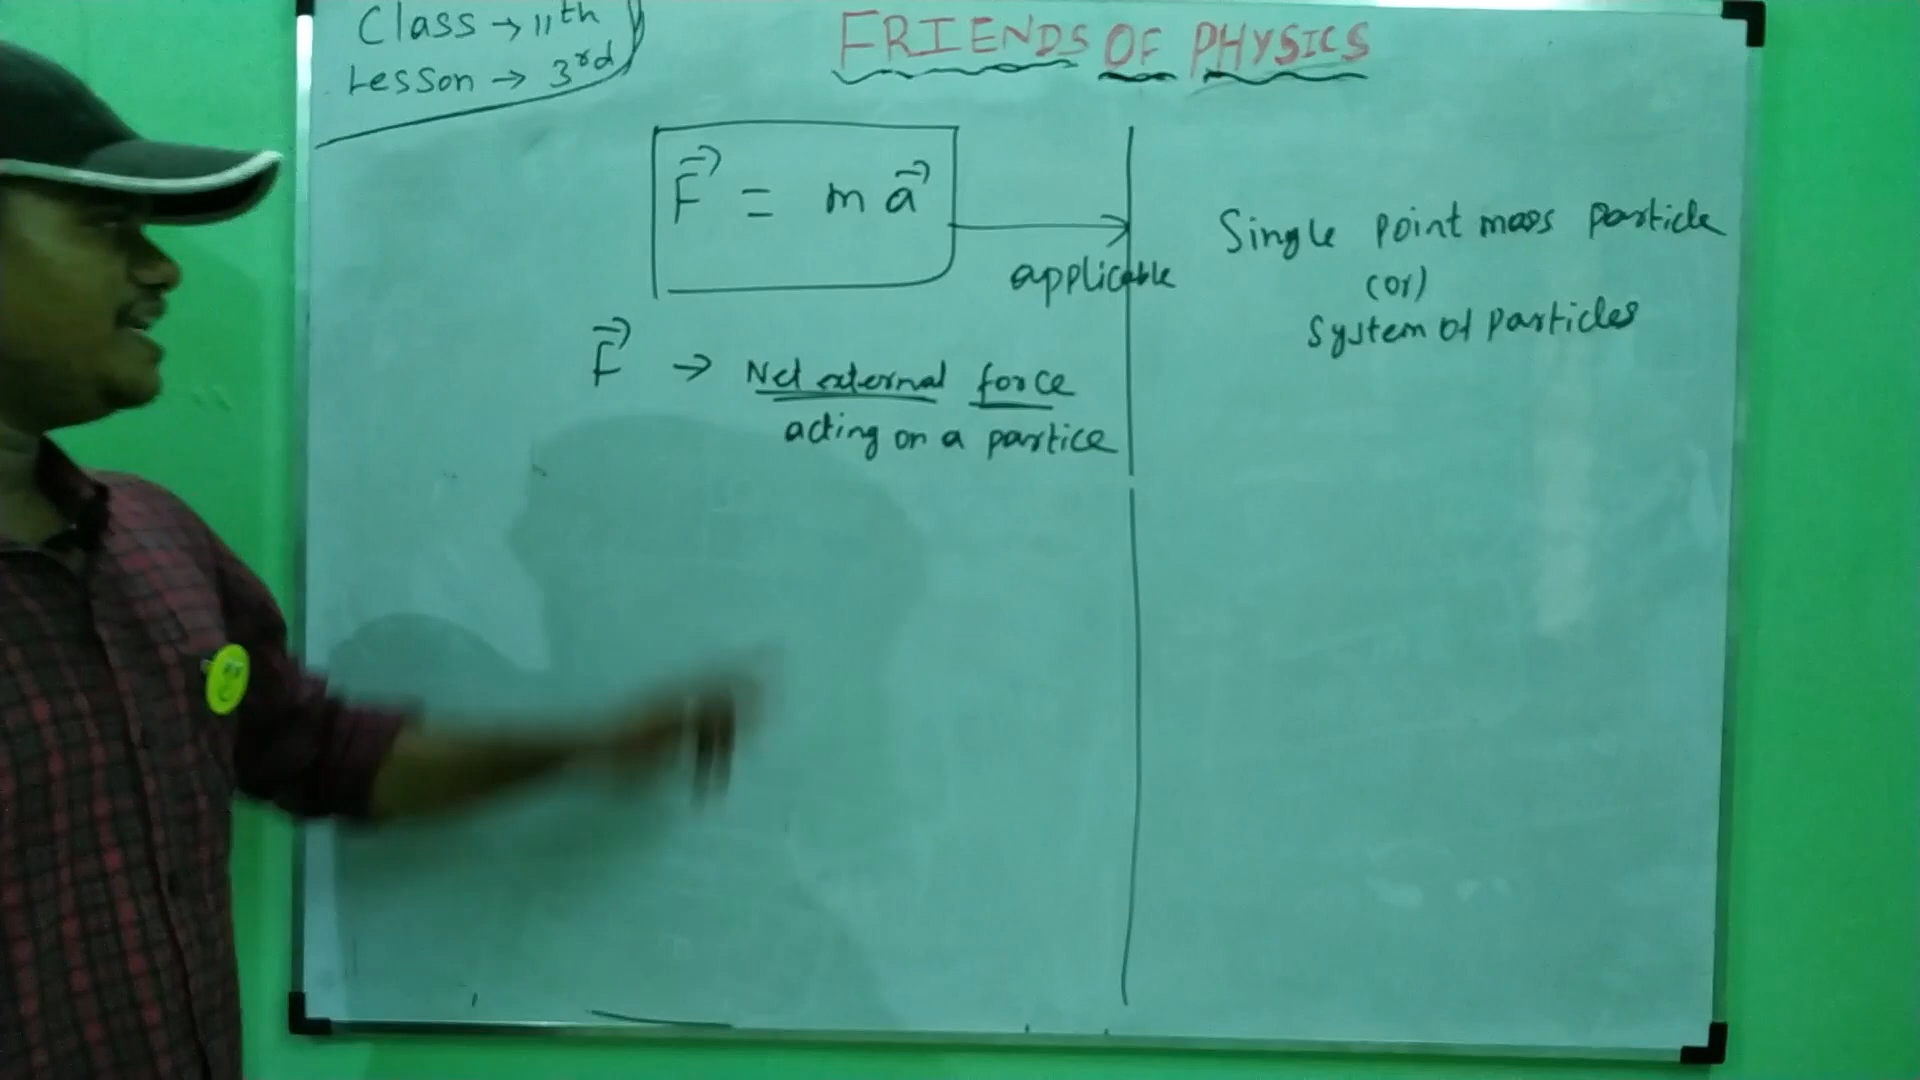 Class → 11th
Lesson → 3rd
FRIENDS OF PHYSICS
F⃗ = m a⃗
applicable
Single point mass particle
(or)
System of particles
F⃗ → Net external force
acting on a partice